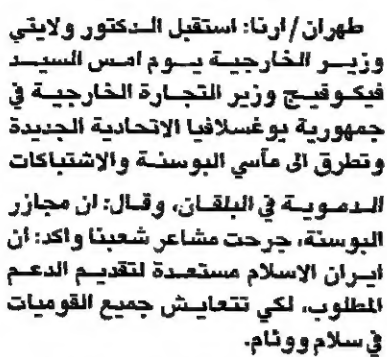 طهران/ارنا: استقبل الدكتور ولايتي
وزير الخارجية يوم امس السيد
فيكوفيج وزير التجارة الخارجية في
جمهورية يوغسلافيا الاتحادية الجديدة
وتطرق الى مآسي البوسنة والاشتباكات
الدموية في البلقان، وقال: ان مجازر
البوسنة، جرحت مشاعر شعبنا واكد: ان
ايران الاسلام مستعدة لتقديم الدعم
المطلوب، لكي تتعايش جميع القوميات
في سلام ووئام.